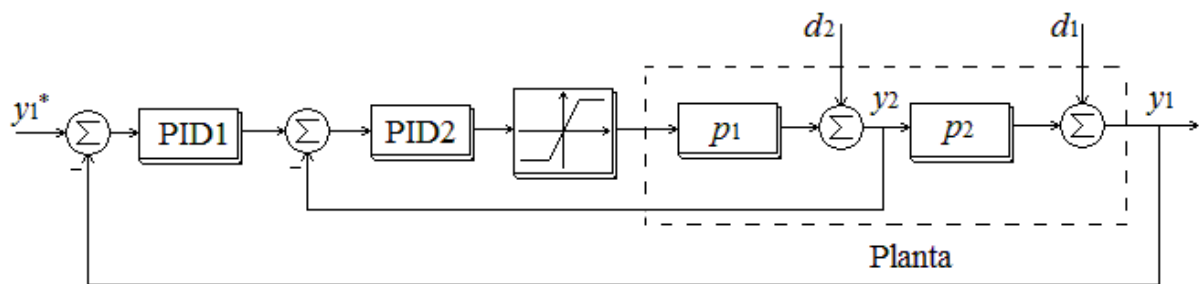 d2
d1
y1*
Σ
PID1
Σ
PID2
p1
Σ
y2
p2
Σ
y1
-
-
Planta
-